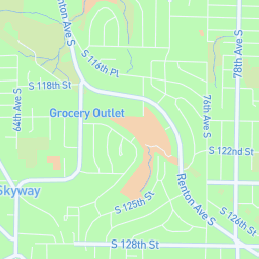 Renton Ave S
S 116th Pl
78th Ave S
S 118th St
64th Ave S
Grocery Outlet
76th Ave S
S 122nd St
Skyway
Renton Ave S
S 125th St
S 126th St
S 128th St